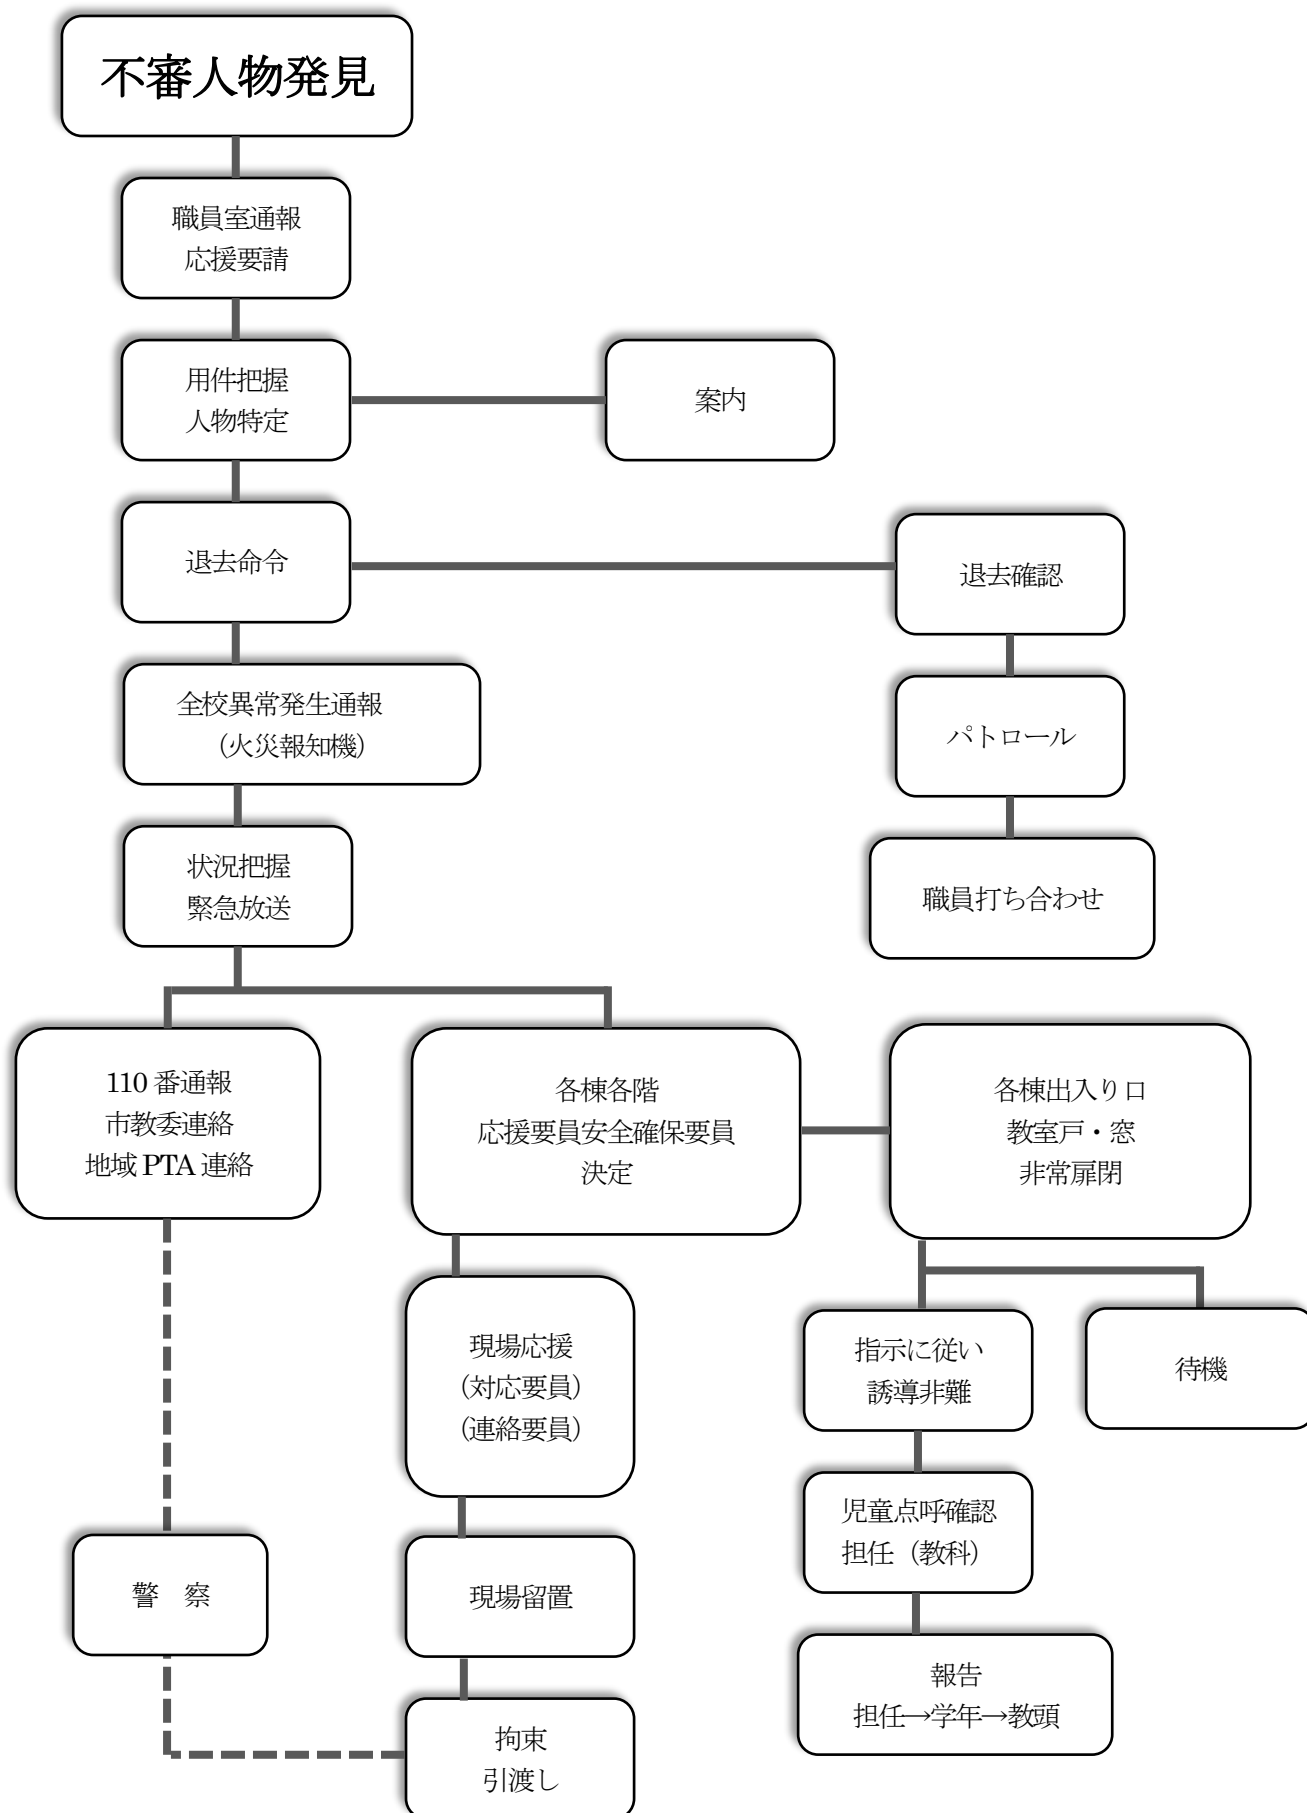 不審人物発見
職員室通報
応援要請
用件把握
人物特定
案内
退去命令
退去確認
全校異常発生通報
（火災報知機）
パトロール
状況把握
緊急放送
職員打ち合わせ
110 番通報
市教委連絡
地域 PTA 連絡
各棟各階
応援要員安全確保要員
決定
各棟出入り口
教室戸・窓
非常扉閉
現場応援
（対応要員）
（連絡要員）
指示に従い
誘導非難
待機
児童点呼確認
担任（教科）
警　察
現場留置
報告
担任→学年→教頭
拘束
引渡し